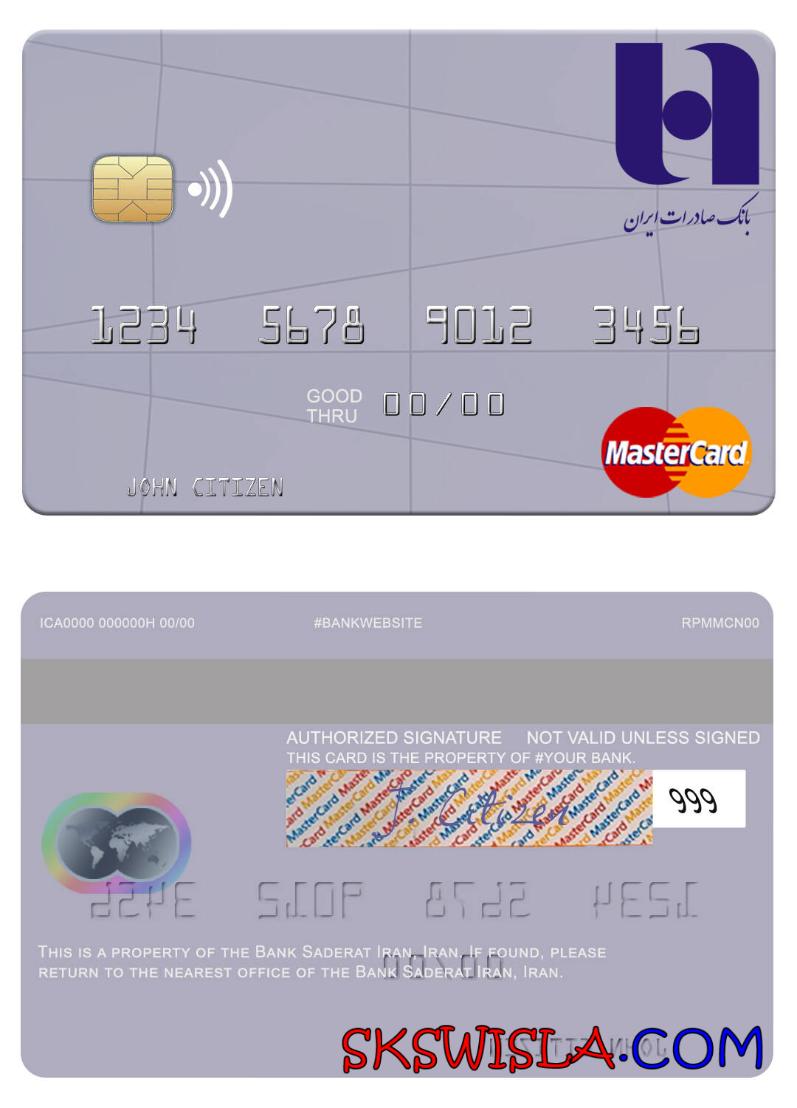 بانک صادرات ایران
1234 5678 9012 3456
GOOD THRU 00/00
MasterCard
JOHN CITIZEN
ICA0000 000000H 00/00 #BANKWEBSITE RPMMCN00
AUTHORIZED SIGNATURE NOT VALID UNLESS SIGNED
THIS CARD IS THE PROPERTY OF #YOUR BANK.
J. Citizen 999
THIS IS A PROPERTY OF THE BANK SADERAT IRAN, IRAN. IF FOUND, PLEASE
RETURN TO THE NEAREST OFFICE OF THE BANK SADERAT IRAN, IRAN.
SKSWISLA.COM